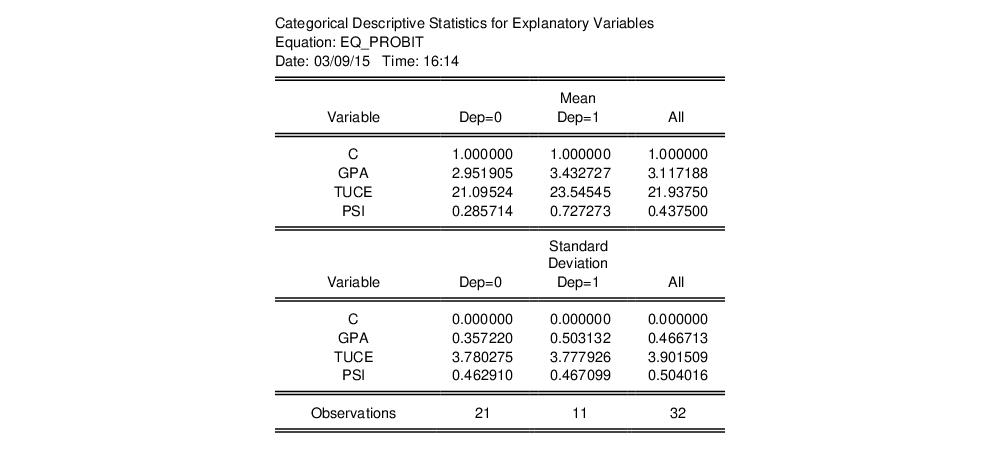 Categorical Descriptive Statistics for Explanatory Variables
Equation: EQ_PROBIT
Date: 03/09/15 Time: 16:14
Mean
Variable Dep=0 Dep=1 All
C 1.000000 1.000000 1.000000
GPA 2.951905 3.432727 3.117188
TUCE 21.09524 23.54545 21.93750
PSI 0.285714 0.727273 0.437500
Standard
Deviation
Variable Dep=0 Dep=1 All
C 0.000000 0.000000 0.000000
GPA 0.357220 0.503132 0.466713
TUCE 3.780275 3.777926 3.901509
PSI 0.462910 0.467099 0.504016
Observations 21 11 32